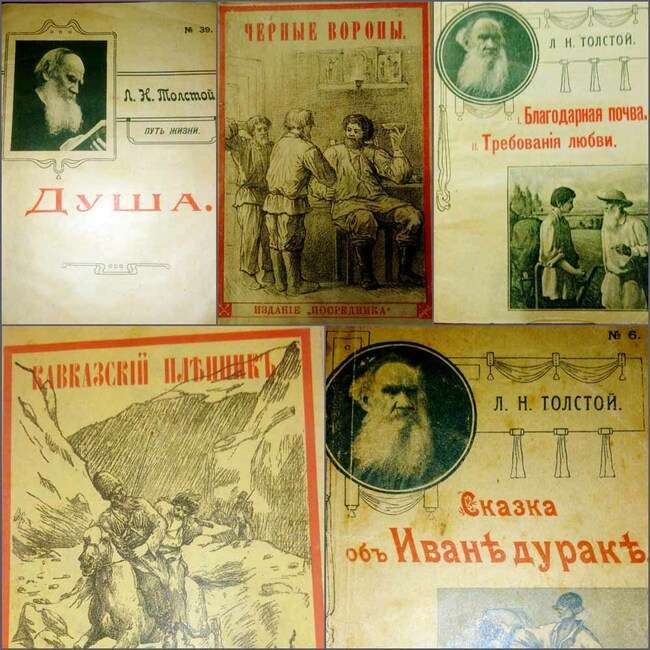 № 39.
Л. Н. Толстой
ПУТЬ ЖИЗНИ.
ДУША.
ЧЕРНЫЕ ВОРОНЫ.
ИЗДАНІЕ „ПОСРЕДНИКА“
Л. Н. ТОЛСТОЙ.
I. Благодарная почва.
II. Требованія любви.
КАВКАЗСКІЙ ПЛѢННИКЪ
№ 6.
Л. Н. ТОЛСТОЙ.
Сказка
объ Иванѣ дуракѣ